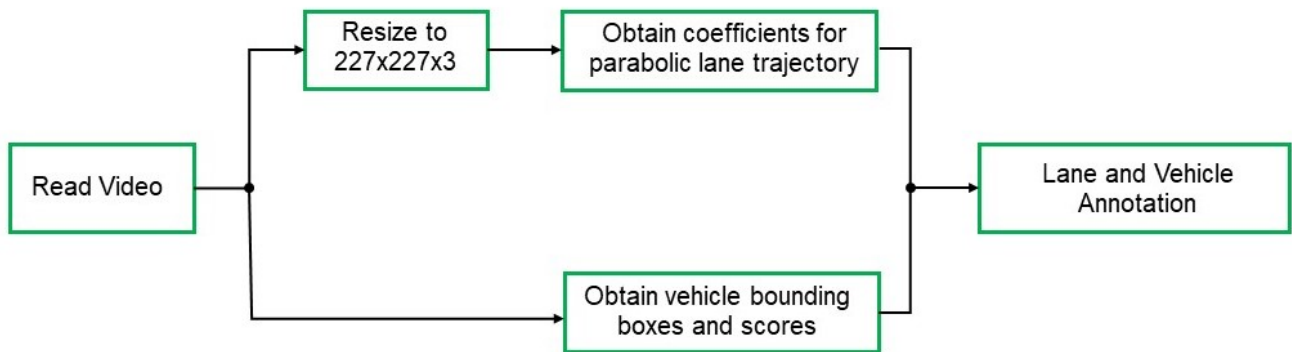 Resize to
227x227x3
Obtain coefficients for
parabolic lane trajectory
Read Video
Lane and Vehicle
Annotation
Obtain vehicle bounding
boxes and scores